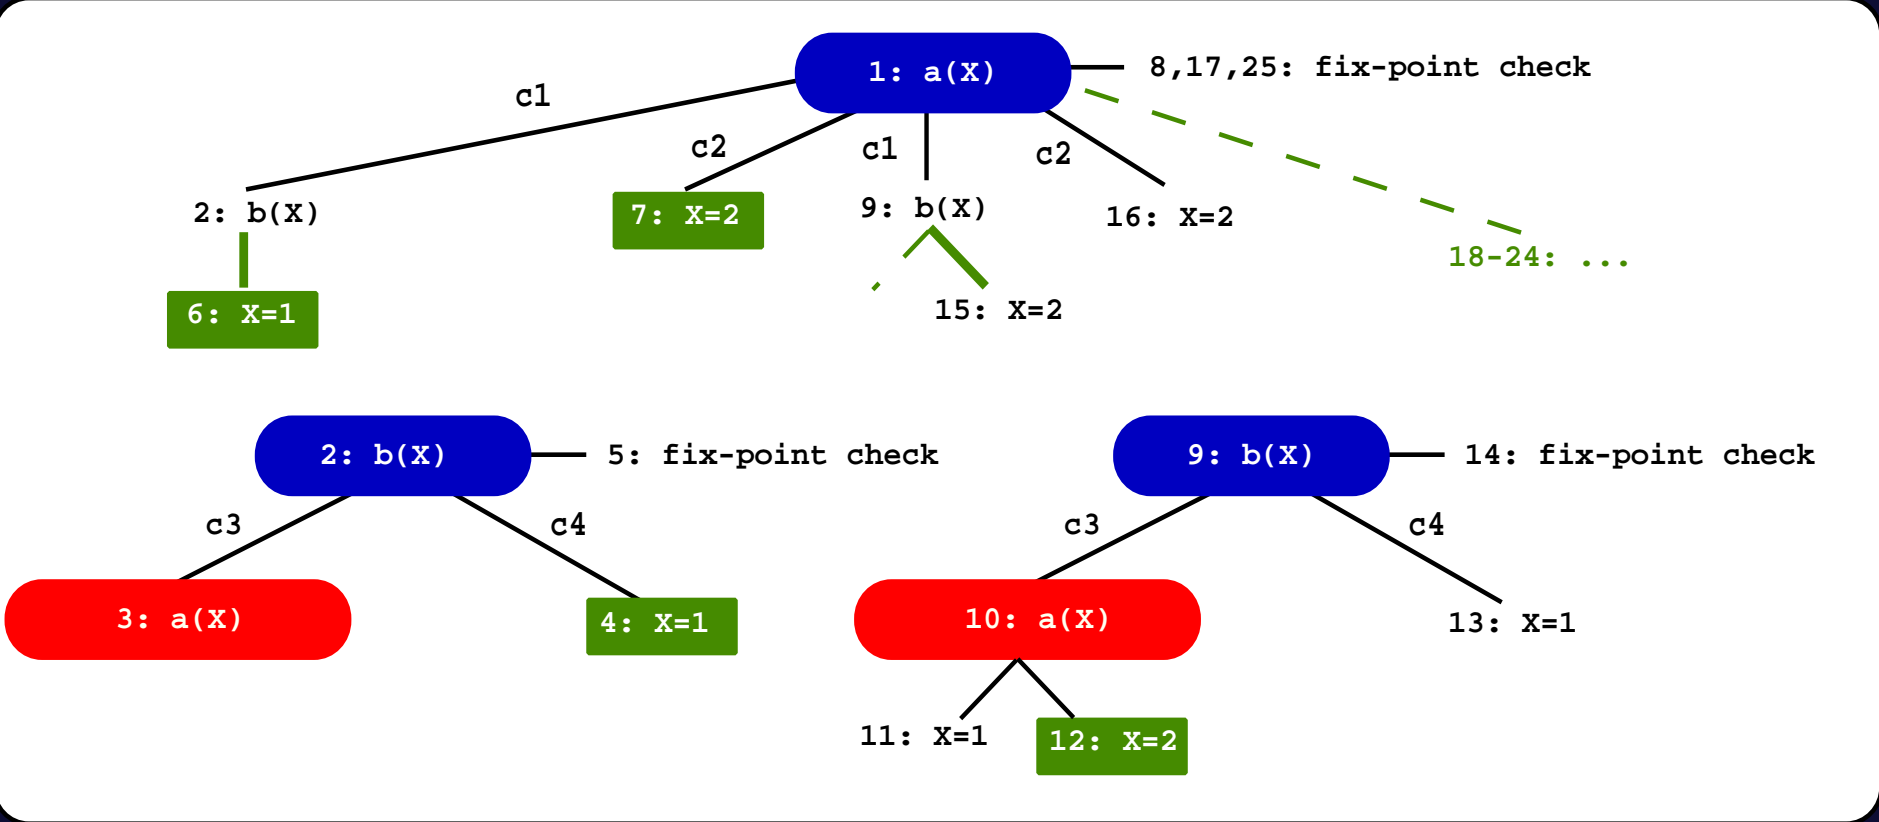 1: a(X)
8,17,25: fix-point check
c1
c2
c1
c2
2: b(X)
7: X=2
9: b(X)
16: X=2
18-24: ...
6: X=1
15: X=2
2: b(X)
5: fix-point check
9: b(X)
14: fix-point check
c3
c4
c3
c4
3: a(X)
4: X=1
10: a(X)
13: X=1
11: X=1
12: X=2